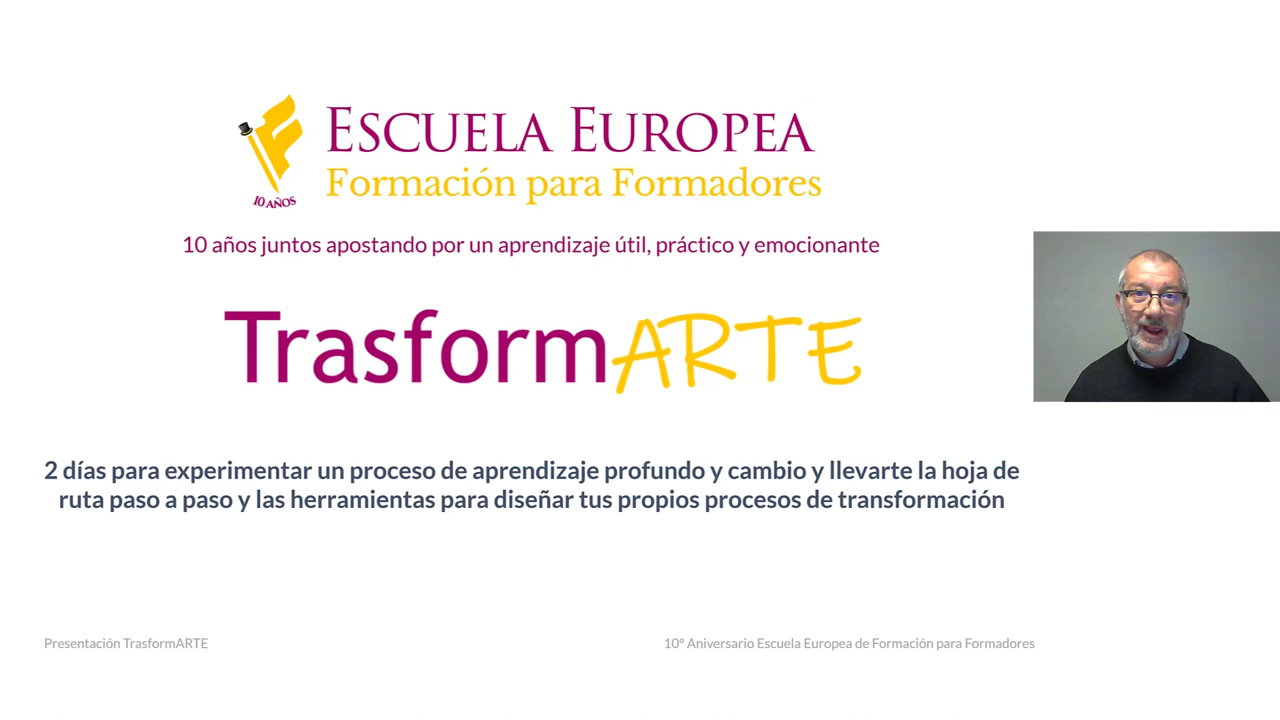 10 AÑOS
ESCUELA EUROPEA
Formación para Formadores
10 años juntos apostando por un aprendizaje útil, práctico y emocionante
TrasformARTE
2 días para experimentar un proceso de aprendizaje profundo y cambio y llevarte la hoja de
ruta paso a paso y las herramientas para diseñar tus propios procesos de transformación
Presentación TrasformARTE
10º Aniversario Escuela Europea de Formación para Formadores